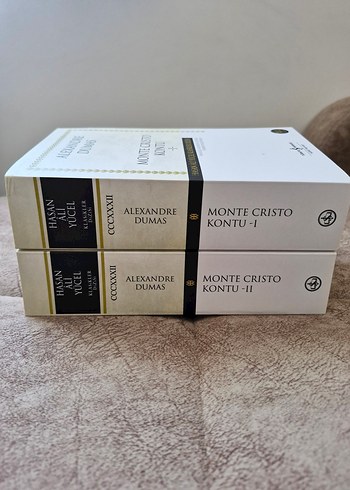 ALEXANDRE
DUMAS
MONTE CRISTO
KONTU
I
HASAN
ÂLİ
YÜCEL
KLASİKLER
DİZİSİ
CCCXXXII
ALEXANDRE
DUMAS
MONTE CRISTO
KONTU -I
HASAN
ÂLİ
YÜCEL
KLASİKLER
DİZİSİ
CCCXXXII
ALEXANDRE
DUMAS
MONTE CRISTO
KONTU -II